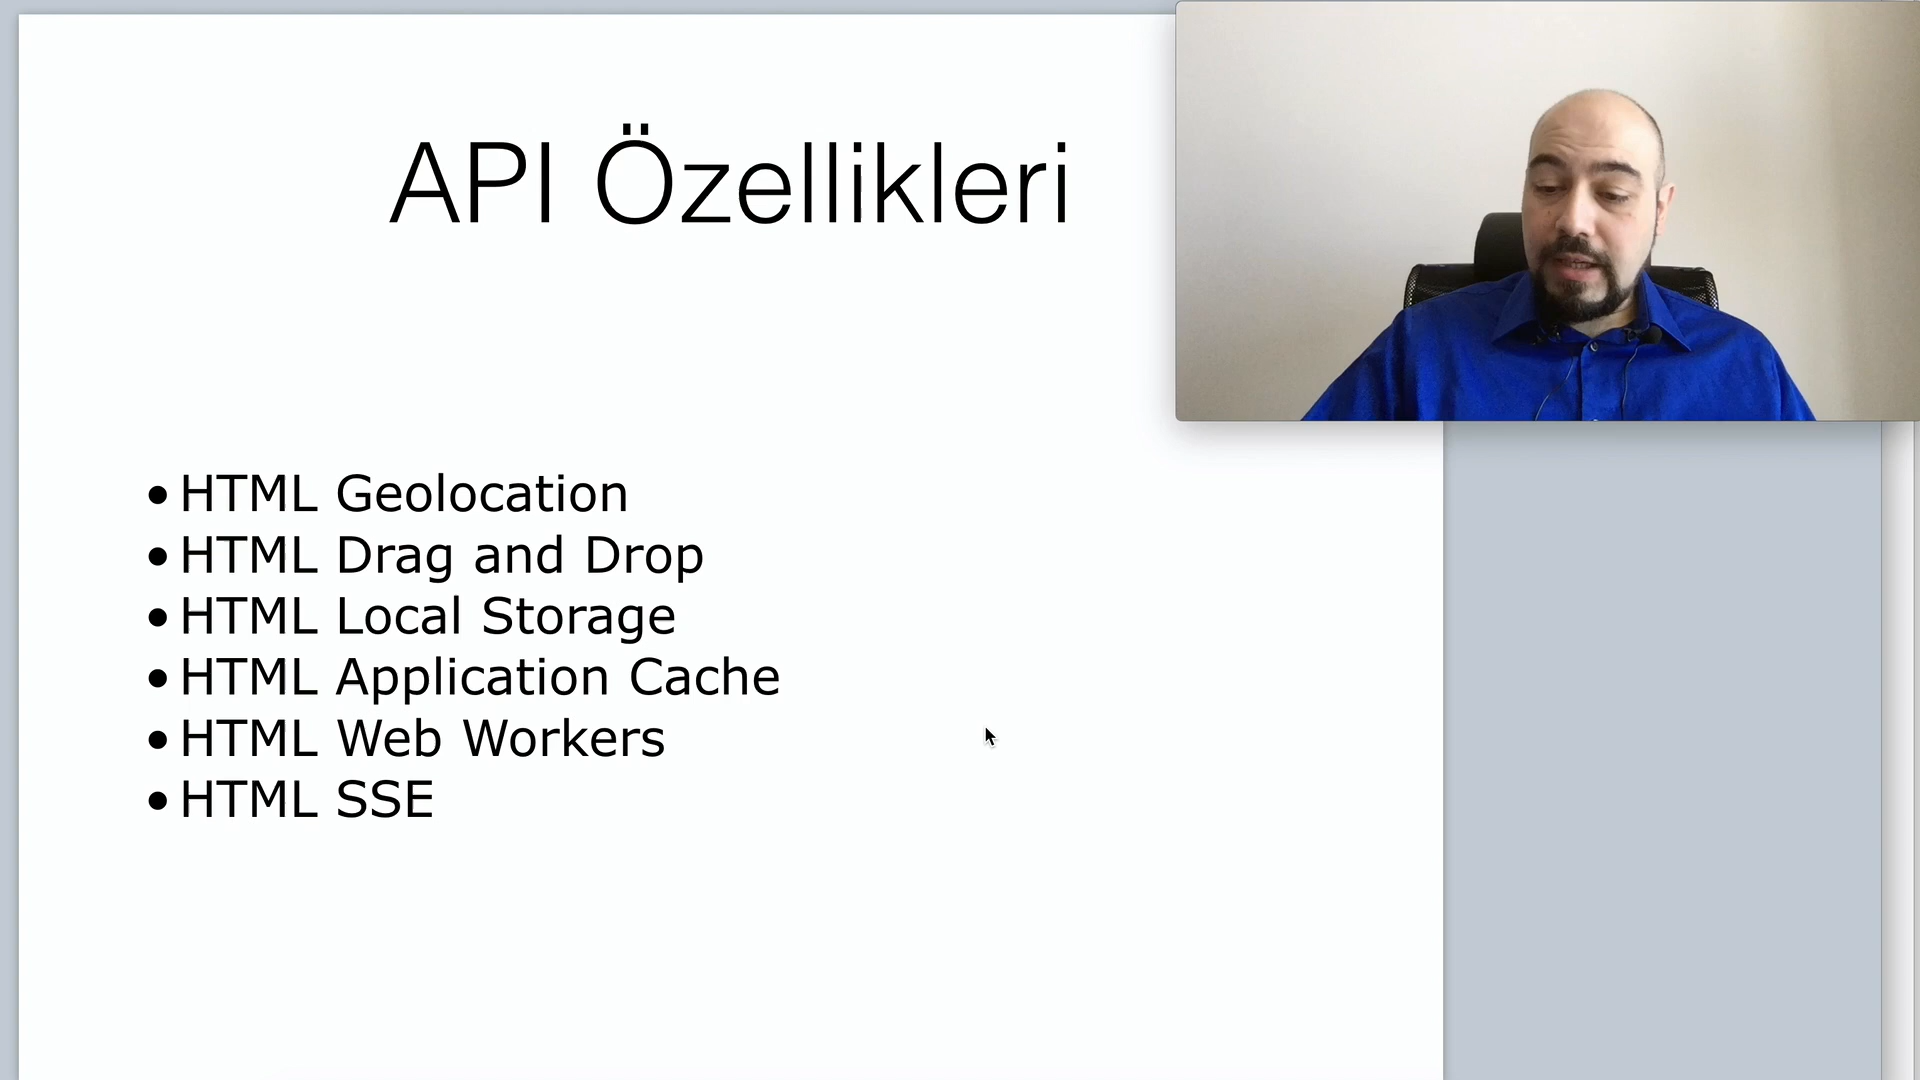 API Özellikleri
•HTML Geolocation
•HTML Drag and Drop
•HTML Local Storage
•HTML Application Cache
•HTML Web Workers
•HTML SSE